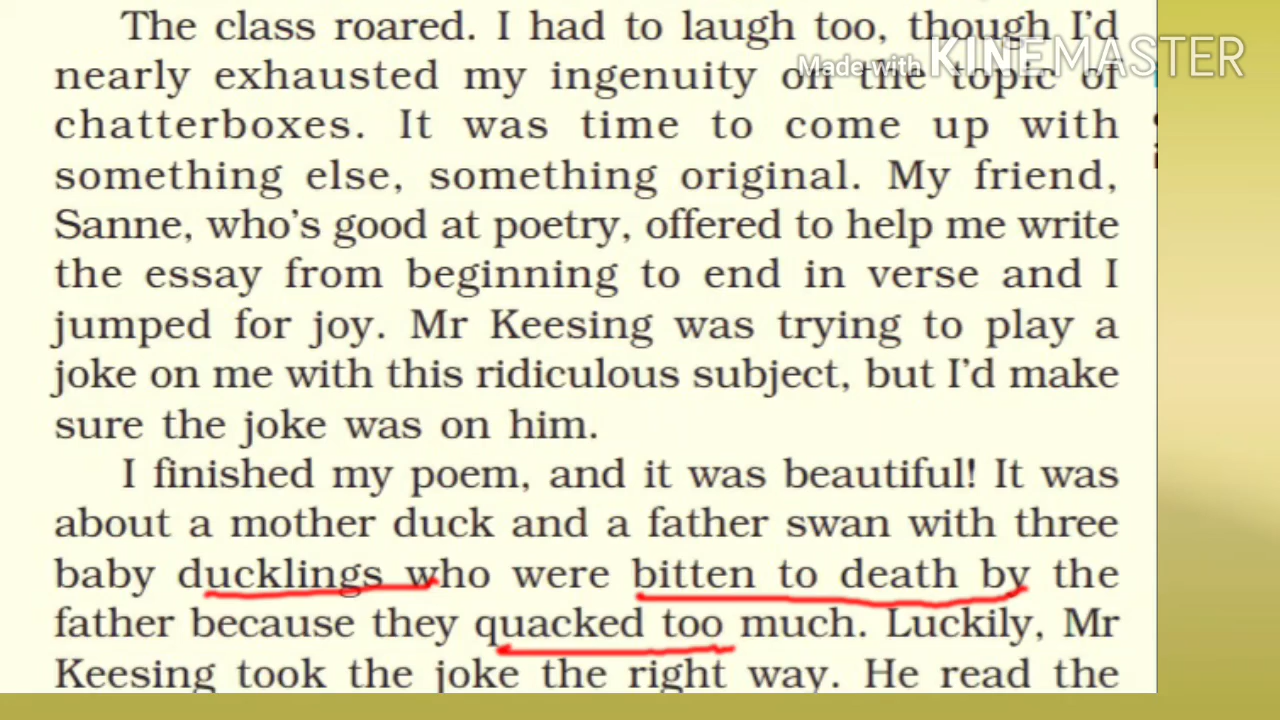 The class roared. I had to laugh too, though I'd
nearly exhausted my ingenuity on the topic of
chatterboxes. It was time to come up with
something else, something original. My friend,
Sanne, who's good at poetry, offered to help me write
the essay from beginning to end in verse and I
jumped for joy. Mr Keesing was trying to play a
joke on me with this ridiculous subject, but I'd make
sure the joke was on him.
I finished my poem, and it was beautiful! It was
about a mother duck and a father swan with three
baby ducklings who were bitten to death by the
father because they quacked too much. Luckily, Mr
Keesing took the joke the right way. He read the
Made with KINEMASTER